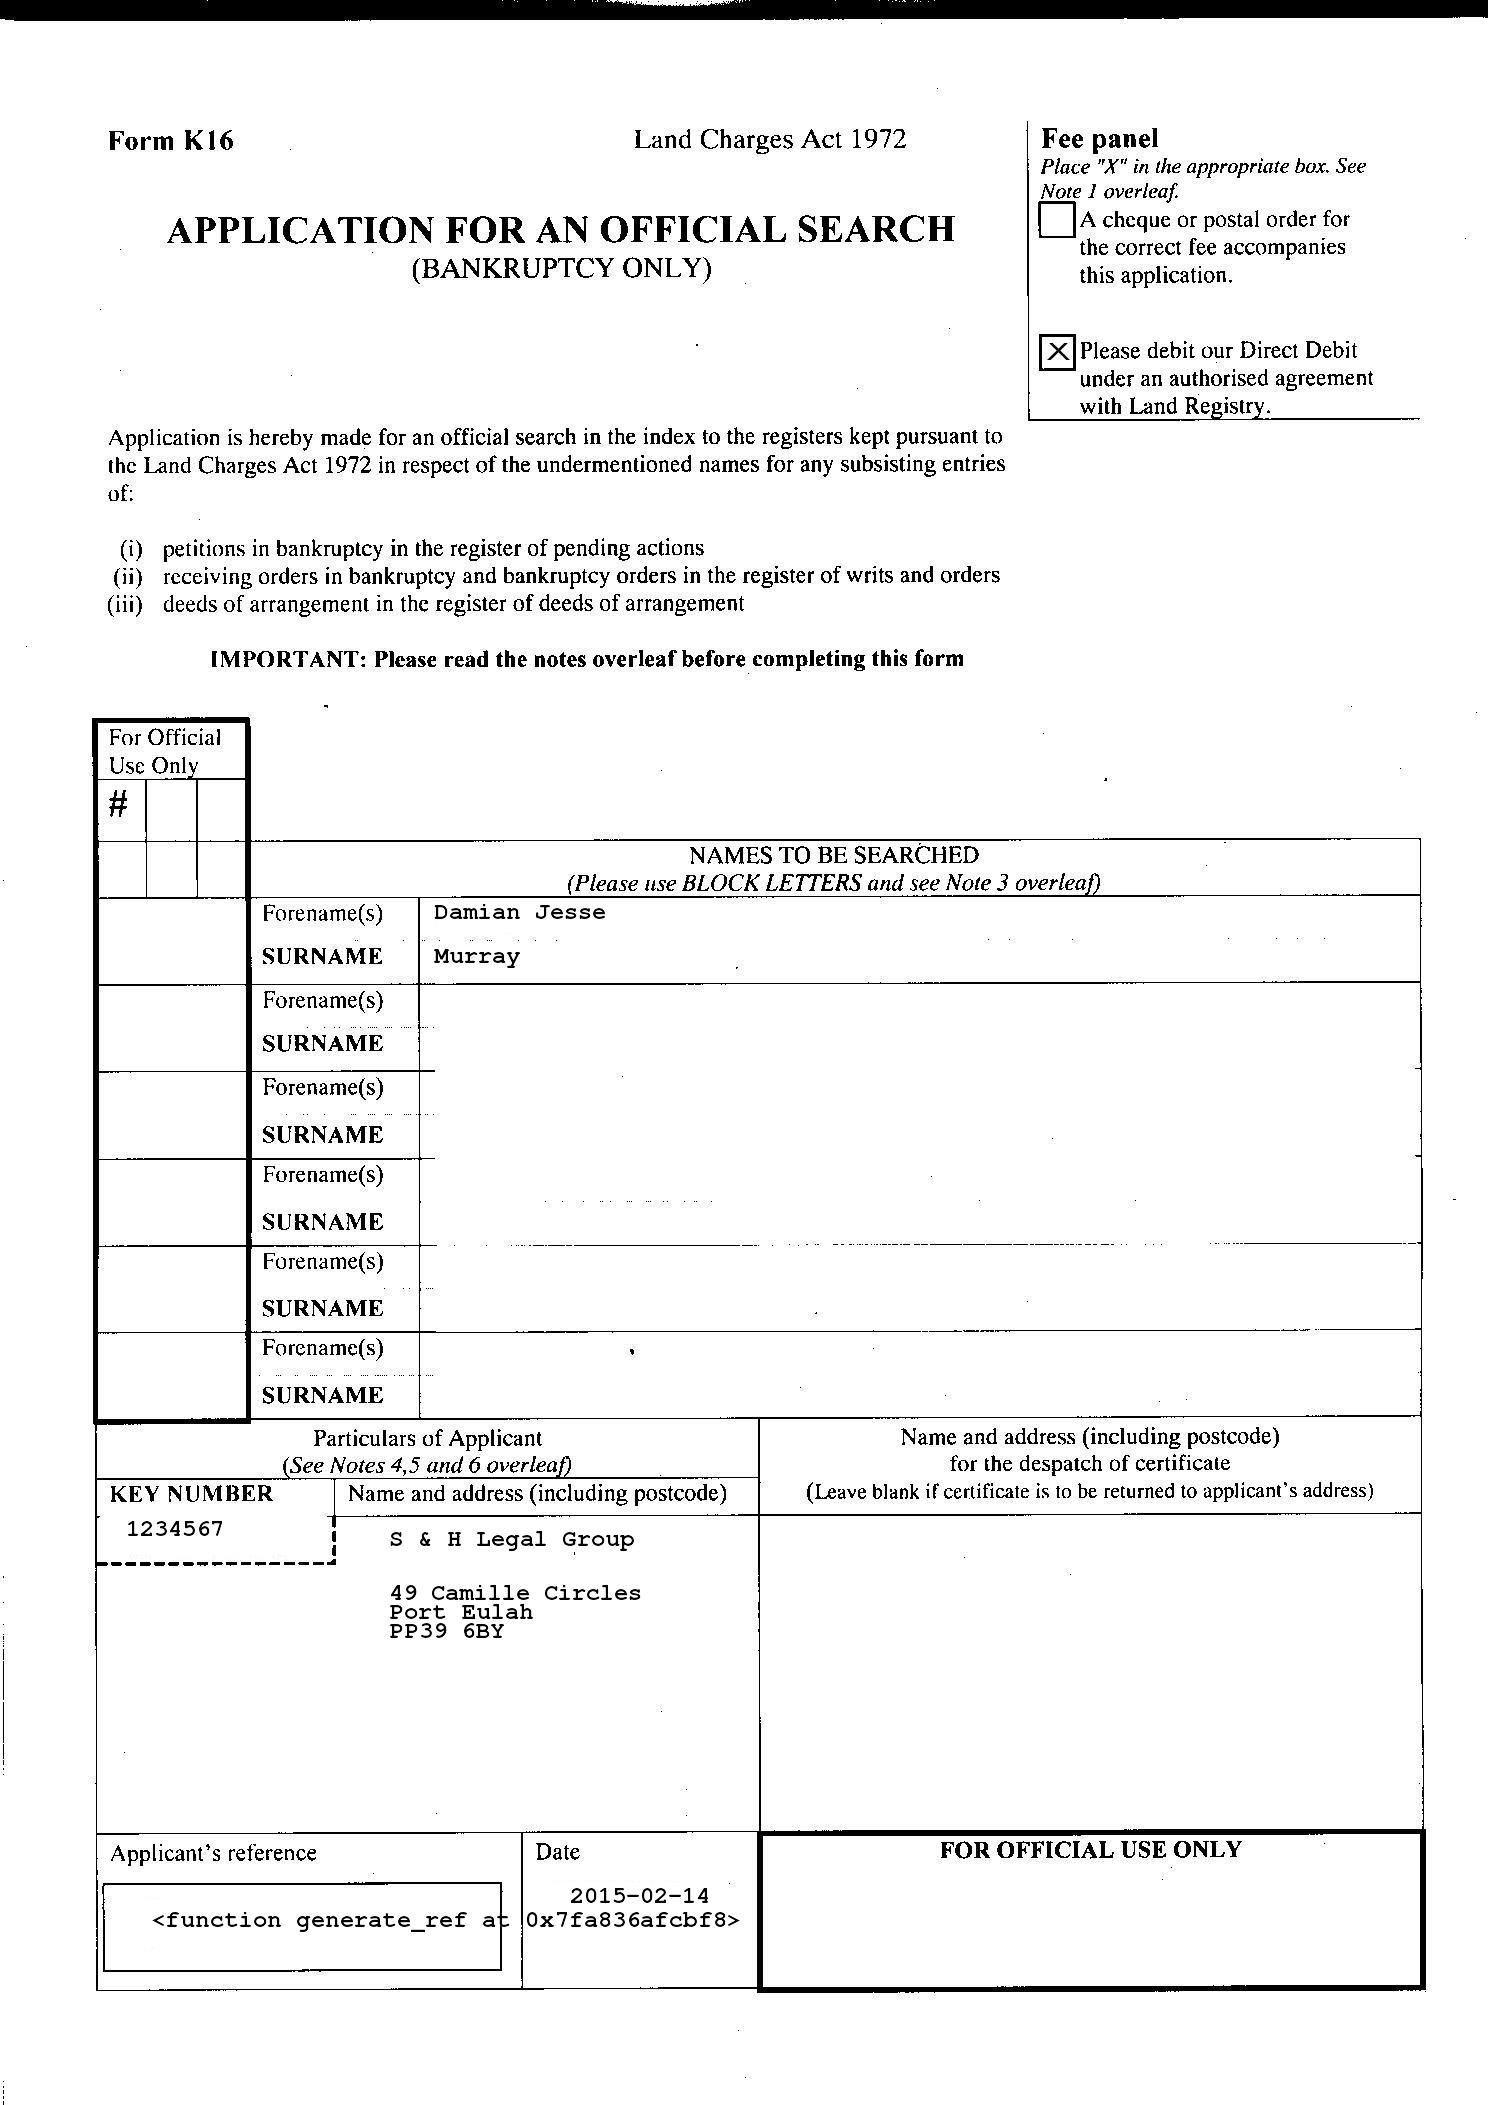 Form K16
Land Charges Act 1972
APPLICATION FOR AN OFFICIAL SEARCH
(BANKRUPTCY ONLY)
Fee panel
Place "X" in the appropriate box. See
Note 1 overleaf.
A cheque or postal order for
the correct fee accompanies
this application.
X Please debit our Direct Debit
under an authorised agreement
with Land Registry.
Application is hereby made for an official search in the index to the registers kept pursuant to
the Land Charges Act 1972 in respect of the undermentioned names for any subsisting entries
of:
(i) petitions in bankruptcy in the register of pending actions
(ii) receiving orders in bankruptcy and bankruptcy orders in the register of writs and orders
(iii) deeds of arrangement in the register of deeds of arrangement
IMPORTANT: Please read the notes overleaf before completing this form
For Official
Use Only
#
NAMES TO BE SEARCHED
(Please use BLOCK LETTERS and see Note 3 overleaf)
Forename(s) Damian Jesse
SURNAME Murray
Forename(s)
SURNAME
Forename(s)
SURNAME
Forename(s)
SURNAME
Forename(s)
SURNAME
Forename(s)
SURNAME
Particulars of Applicant
(See Notes 4,5 and 6 overleaf)
KEY NUMBER
1234567
Name and address (including postcode)
S & H Legal Group
49 Camille Circles
Port Eulah
PP39 6BY
Name and address (including postcode)
for the despatch of certificate
(Leave blank if certificate is to be returned to applicant's address)
Applicant's reference
Date
2015-02-14
<function generate_ref at 0x7fa836afcbf8>
FOR OFFICIAL USE ONLY